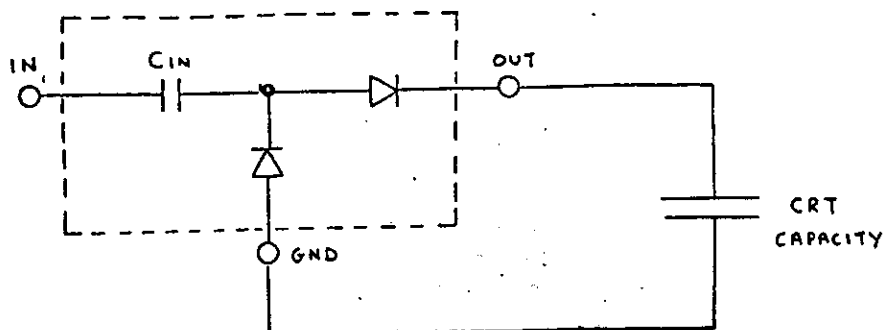 IN
CIN
OUT
GND
CRT
CAPACITY